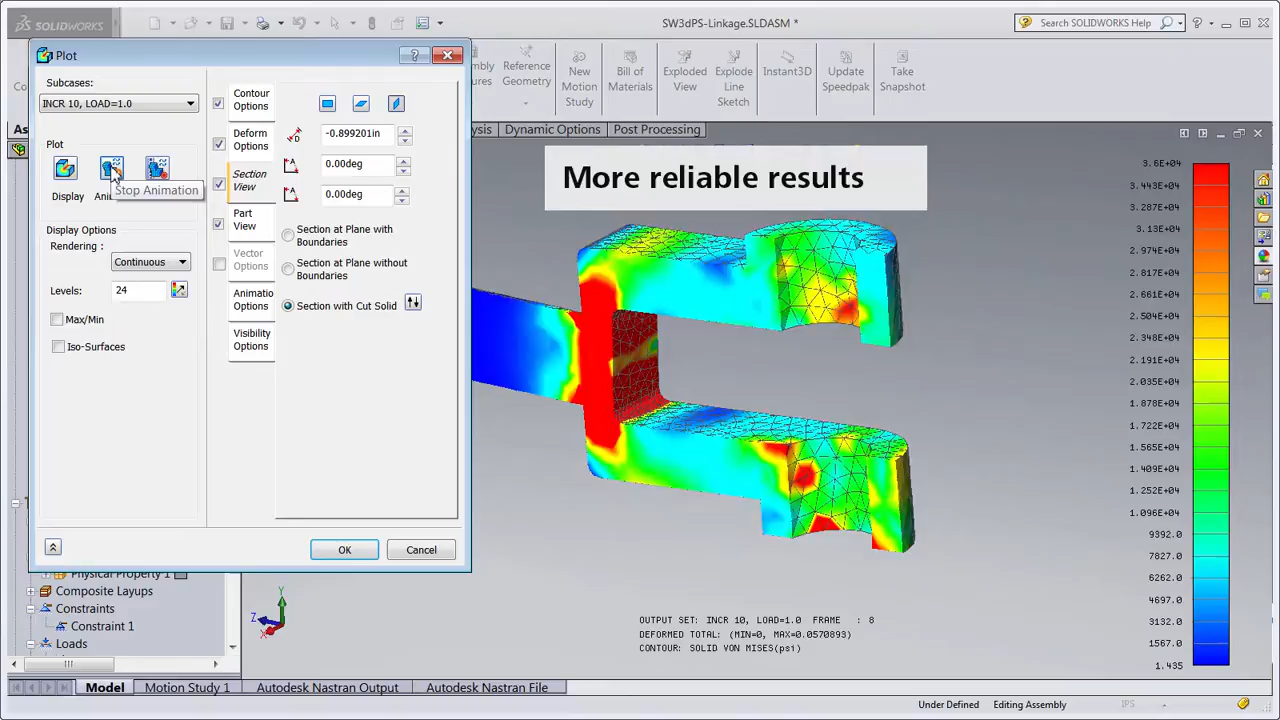 SOLIDWORKS
SW3dPS-Linkage.SLDASM *
Search SOLIDWORKS Help
Plot
Subcases:
INCR 10, LOAD=1.0
Plot
Display
Stop Animation
Display Options
Rendering :
Continuous
Levels:
24
Max/Min
Iso-Surfaces
Contour
Options
Deform
Options
Section
View
Part
View
Vector
Options
Animatio
Options
Visibility
Options
-0.899201in
0.00deg
0.00deg
Section at Plane with
Boundaries
Section at Plane without
Boundaries
Section with Cut Solid
OK
Cancel
Reference
Geometry
New
Motion
Study
Bill of
Materials
Exploded
View
Explode
Line
Sketch
Instant3D
Update
Speedpak
Take
Snapshot
Dynamic Options
Post Processing
More reliable results
3.6E+04
3.443E+04
3.287E+04
3.13E+04
2.974E+04
2.817E+04
2.661E+04
2.504E+04
2.348E+04
2.191E+04
2.035E+04
1.878E+04
1.722E+04
1.565E+04
1.409E+04
1.252E+04
1.096E+04
9392.0
7827.0
6262.0
4697.0
3132.0
1567.0
1.435
Physical Property 1
Composite Layups
Constraints
Constraint 1
Loads
Y
Z
X
OUTPUT SET: INCR 10, LOAD=1.0 FRAME : 8
DEFORMED TOTAL: (MIN=0, MAX=0.0570893)
CONTOUR: SOLID VON MISES(psi)
Model
Motion Study 1
Autodesk Nastran Output
Autodesk Nastran File
Under Defined
Editing Assembly
IPS